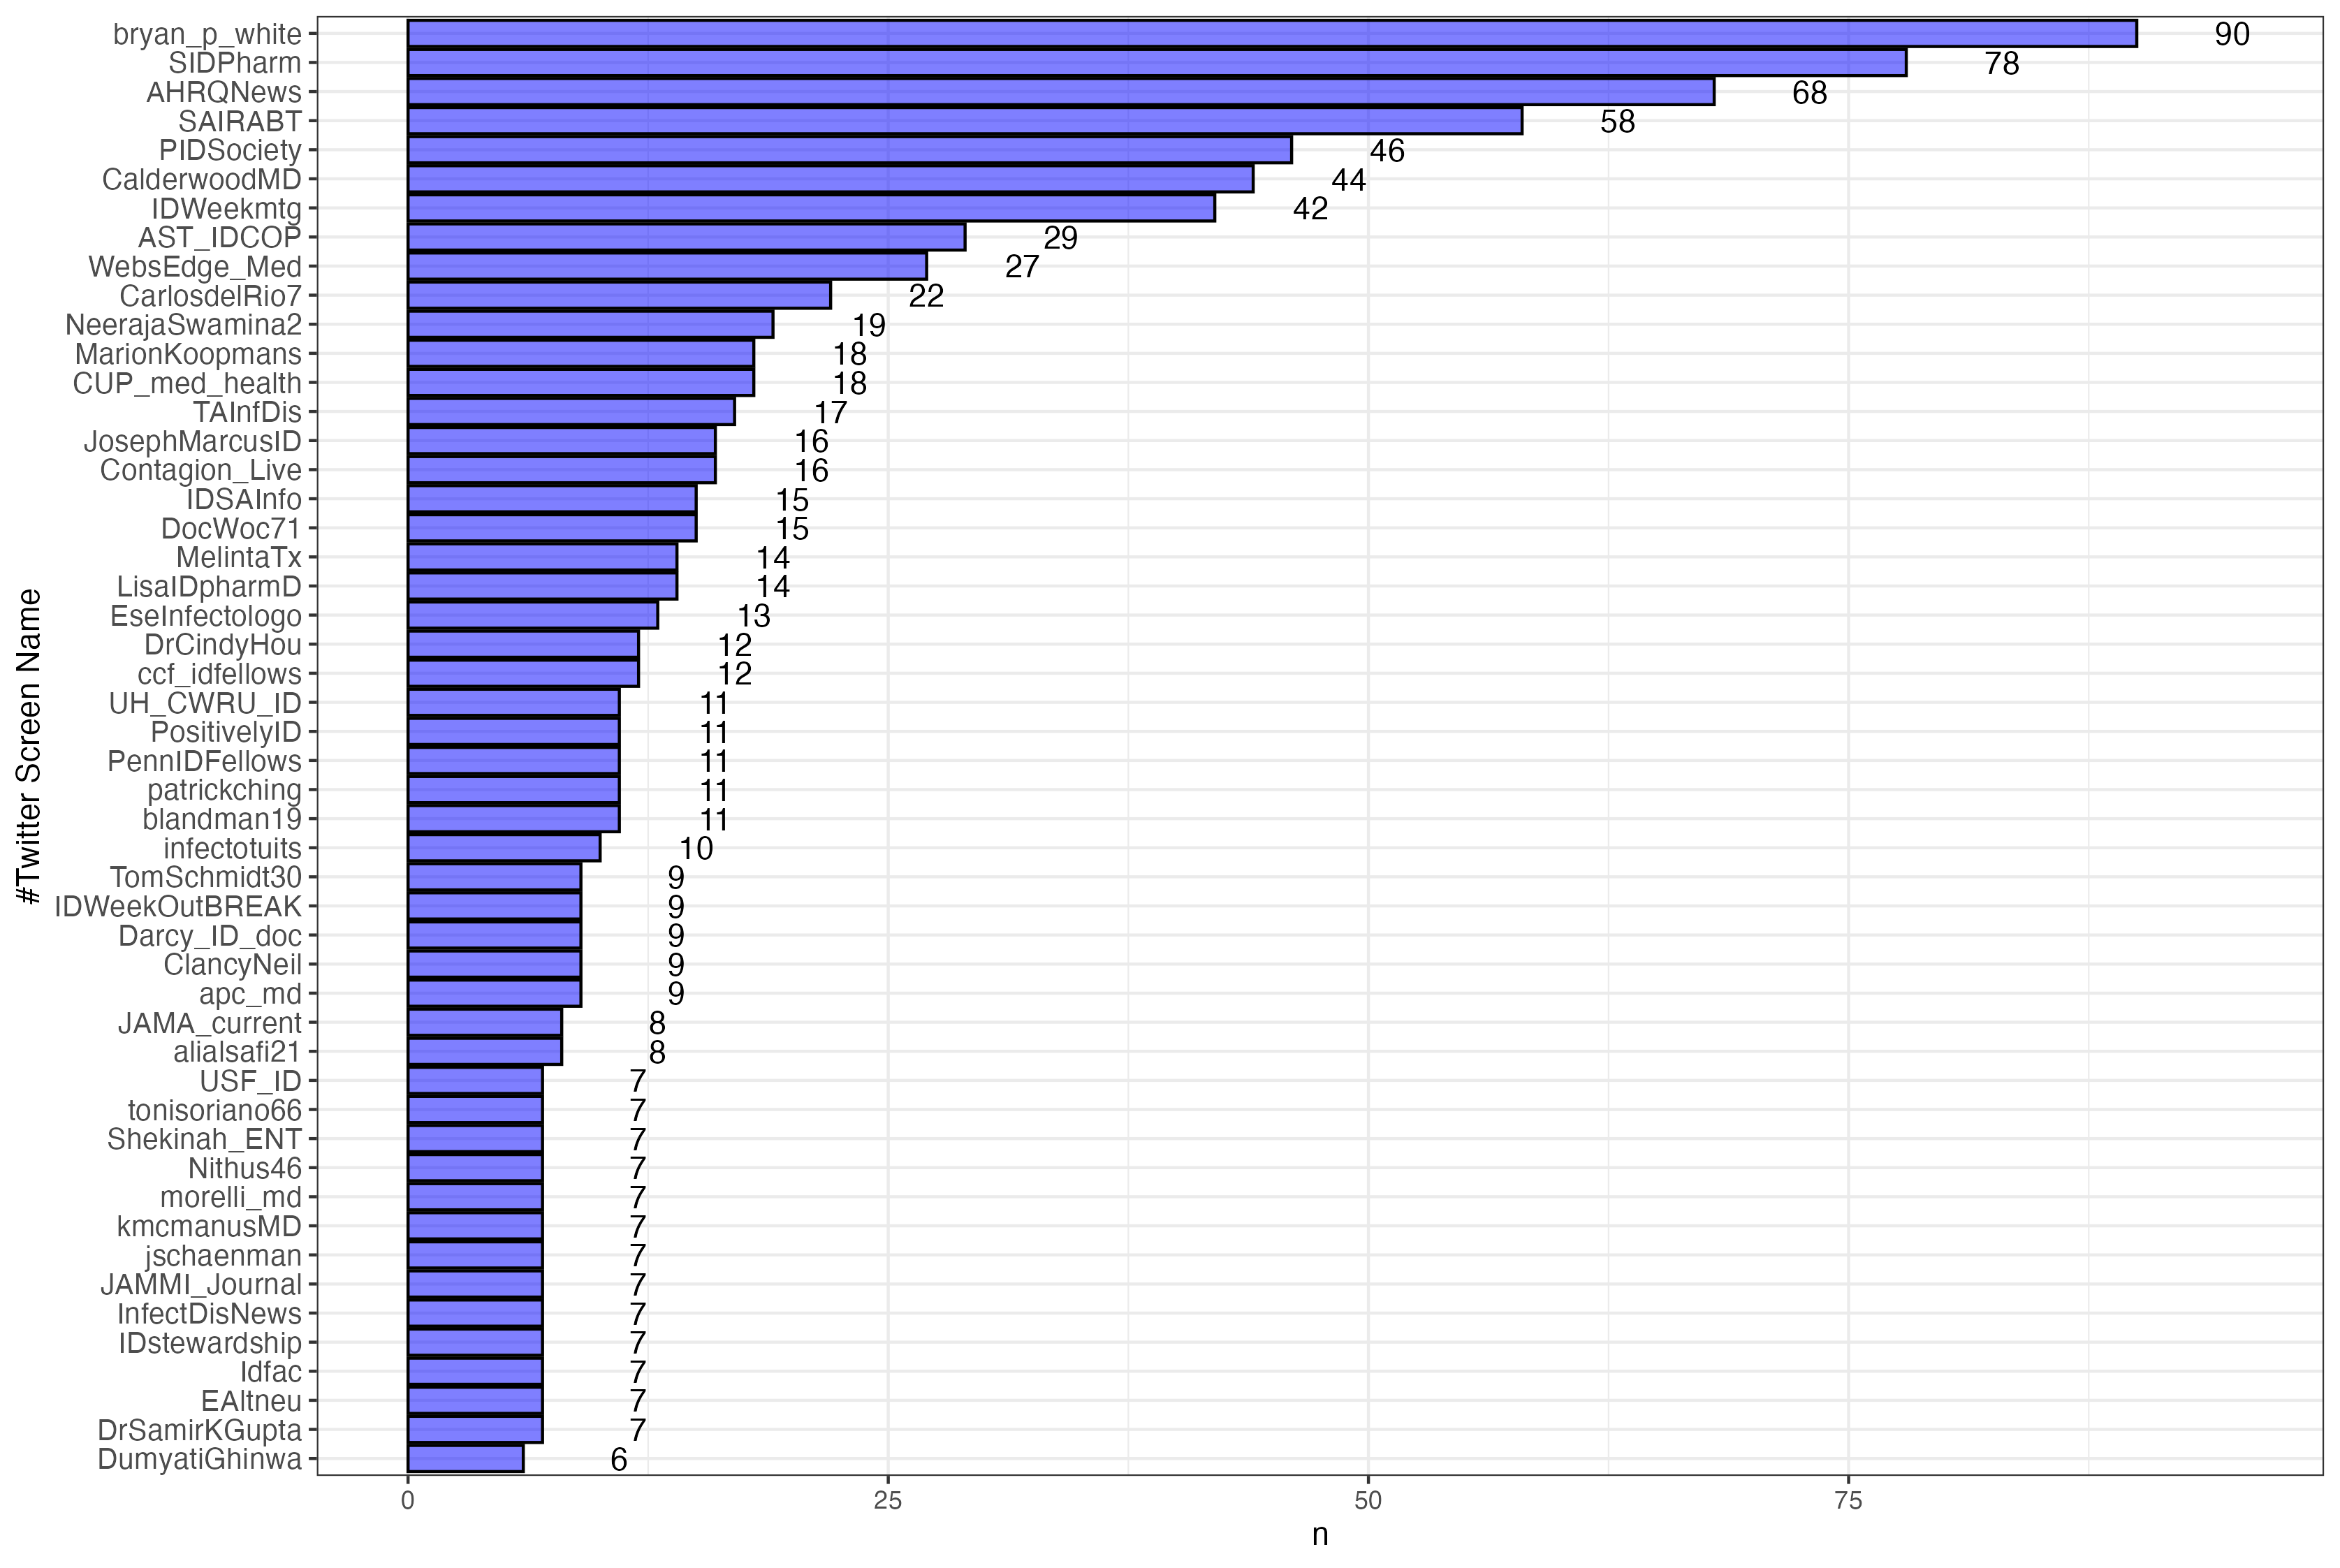 #Twitter Screen Name
bryan_p_white 90
SIDPharm 78
AHRQNews 68
SAIRABT 58
PIDSociety 46
CalderwoodMD 44
IDWeekmtg 42
AST_IDCOP 29
WebsEdge_Med 27
CarlosdelRio7 22
NeerajaSwamina2 19
MarionKoopmans 18
CUP_med_health 18
TAInfDis 17
JosephMarcusID 16
Contagion_Live 16
IDSAInfo 15
DocWoc71 15
MelintaTx 14
LisaIDpharmD 14
EseInfectologo 13
DrCindyHou 12
ccf_idfellows 12
UH_CWRU_ID 11
PositivelyID 11
PennIDFellows 11
patrickching 11
blandman19 11
infectotuits 10
TomSchmidt30 9
IDWeekOutBREAK 9
Darcy_ID_doc 9
ClancyNeil 9
apc_md 9
JAMA_current 8
alialsafi21 8
USF_ID 7
tonisoriano66 7
Shekinah_ENT 7
Nithus46 7
morelli_md 7
kmcmanusMD 7
jschaenman 7
JAMMI_Journal 7
InfectDisNews 7
IDstewardship 7
Idfac 7
EAltneu 7
DrSamirKGupta 7
DumyatiGhinwa 6
0 25 50 75
n